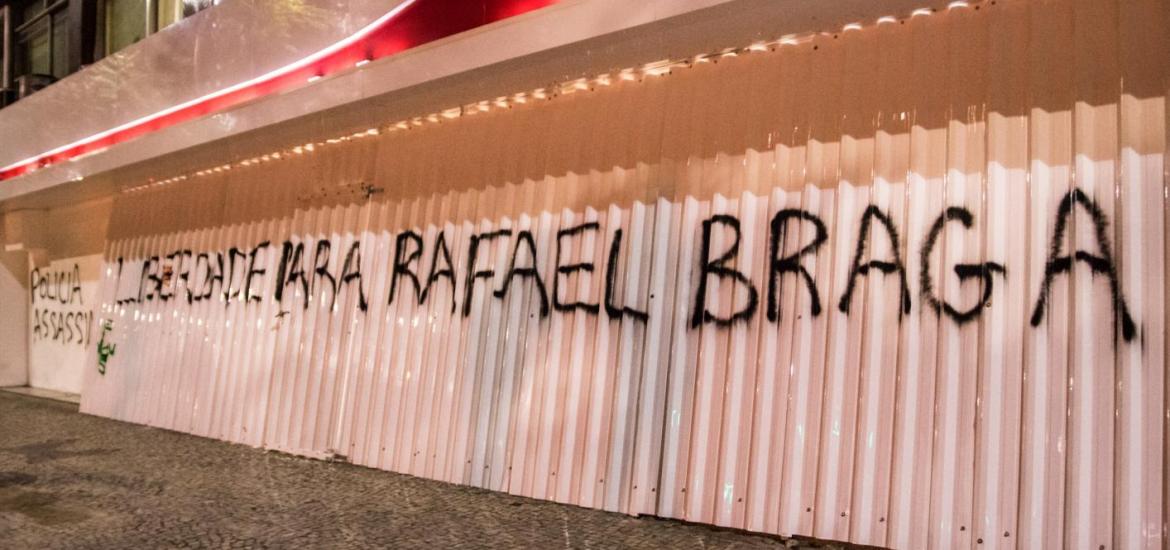 POLICIA
ASSASSI
LIBERDADE PARA RAFAEL BRAGA